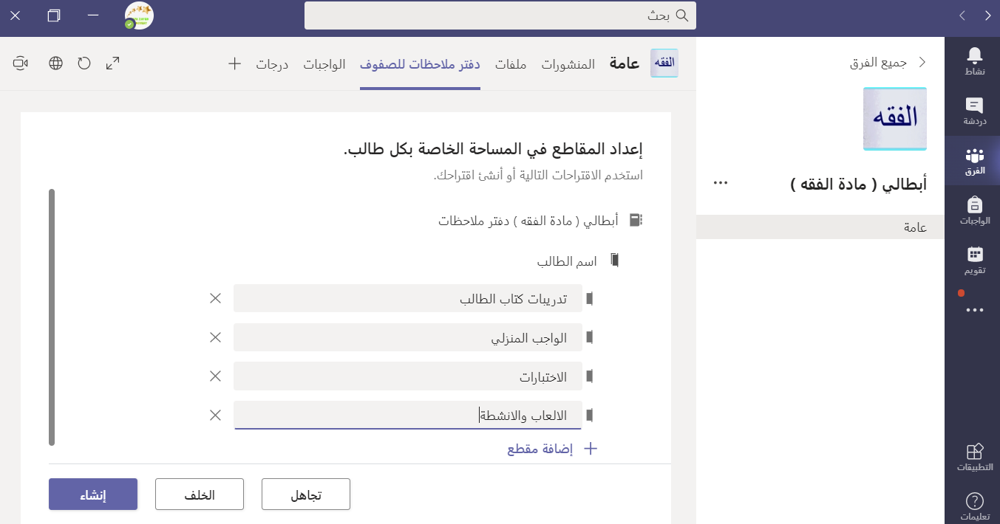 بحث
نشاط
دردشة
الفرق
الواجبات
تقويم
التطبيقات
تعليمات
جميع الفرق
الفقه
أبطالي ( مادة الفقه )
عامة
الفقه
عامة المنشورات ملفات دفتر ملاحظات للصفوف الواجبات درجات
إعداد المقاطع في المساحة الخاصة بكل طالب.
استخدم الاقتراحات التالية أو أنشئ اقتراحك.
أبطالي ( مادة الفقه ) دفتر ملاحظات
اسم الطالب
تدريبات كتاب الطالب
الواجب المنزلي
الاختبارات
الالعاب والانشطة
إضافة مقطع
تجاهل الخلف إنشاء